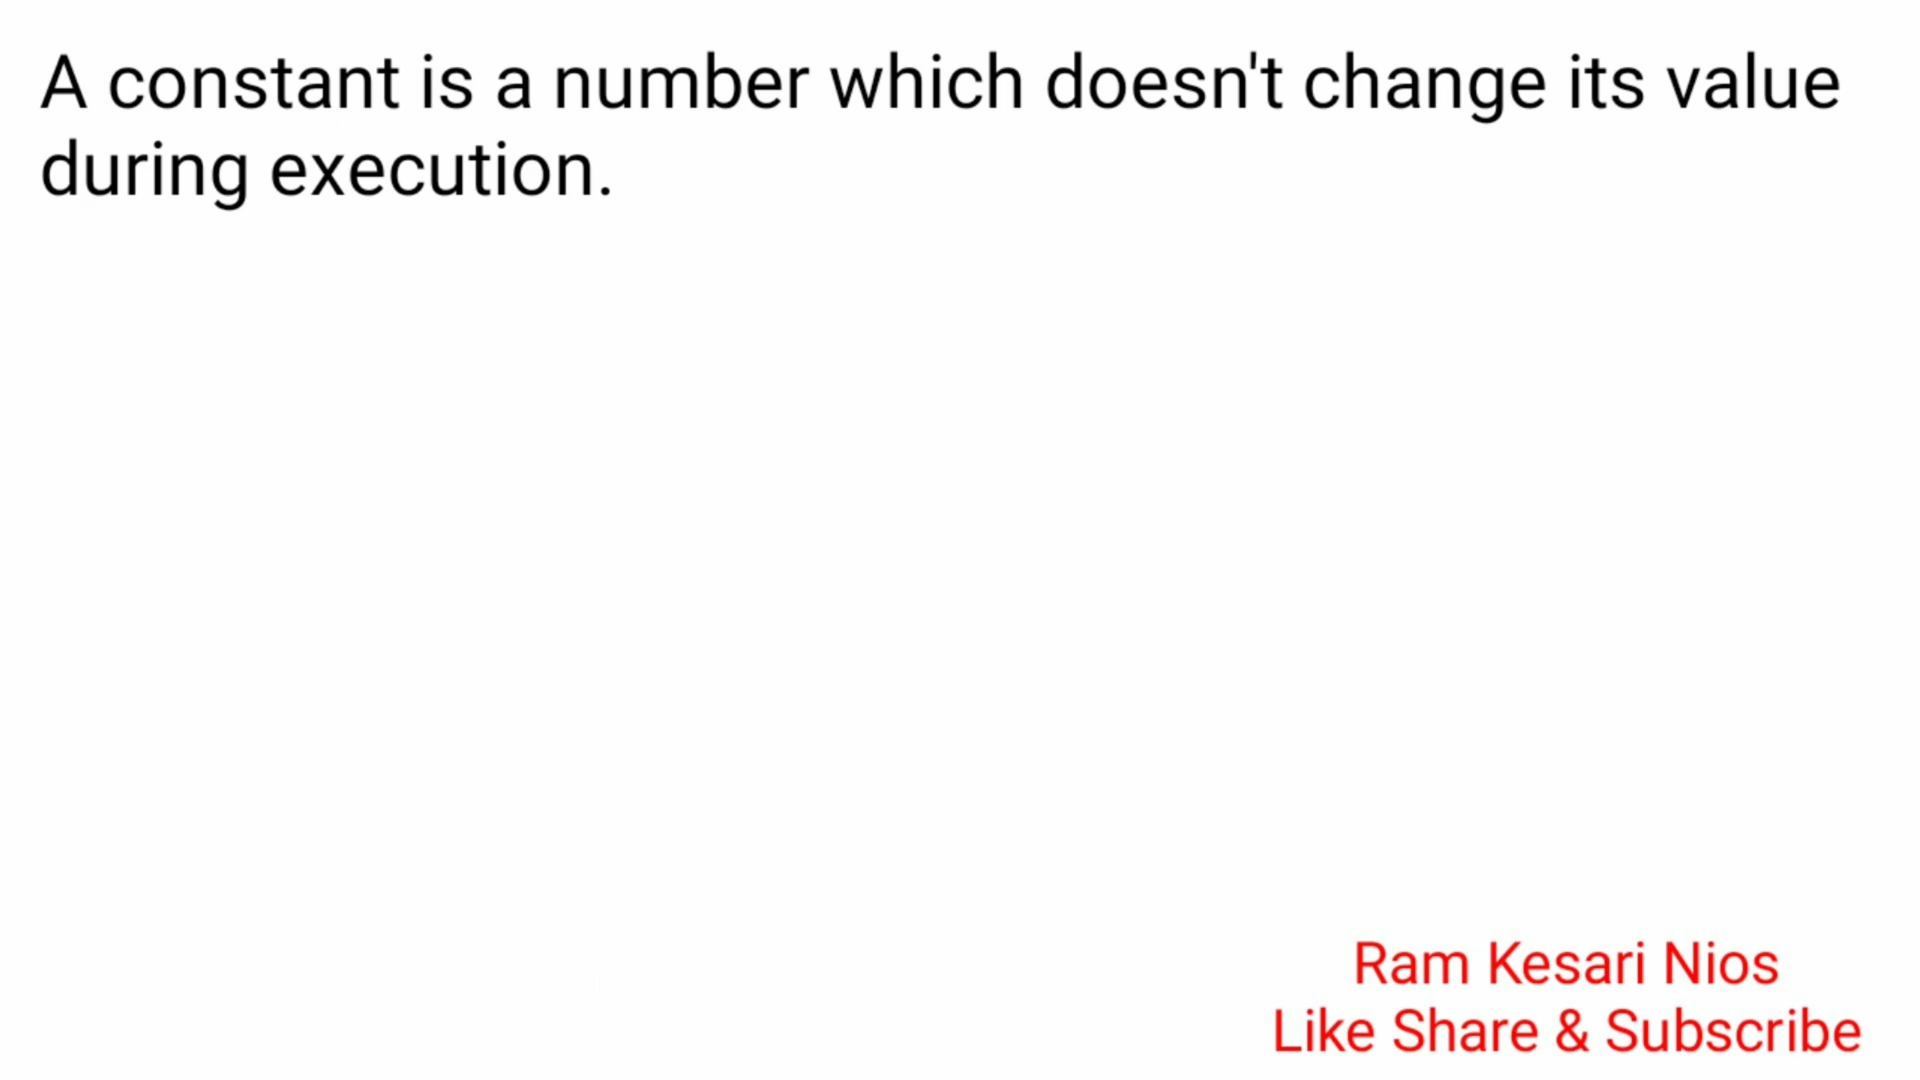 A constant is a number which doesn't change its value
during execution.
Ram Kesari Nios
Like Share & Subscribe